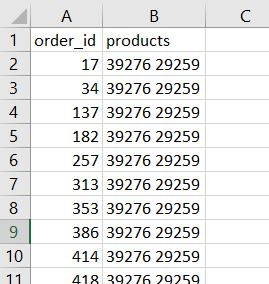 A B C
1 order_id products
2 17 39276 29259
3 34 39276 29259
4 137 39276 29259
5 182 39276 29259
6 257 39276 29259
7 313 39276 29259
8 353 39276 29259
9 386 39276 29259
10 414 39276 29259
11 418 39276 29259